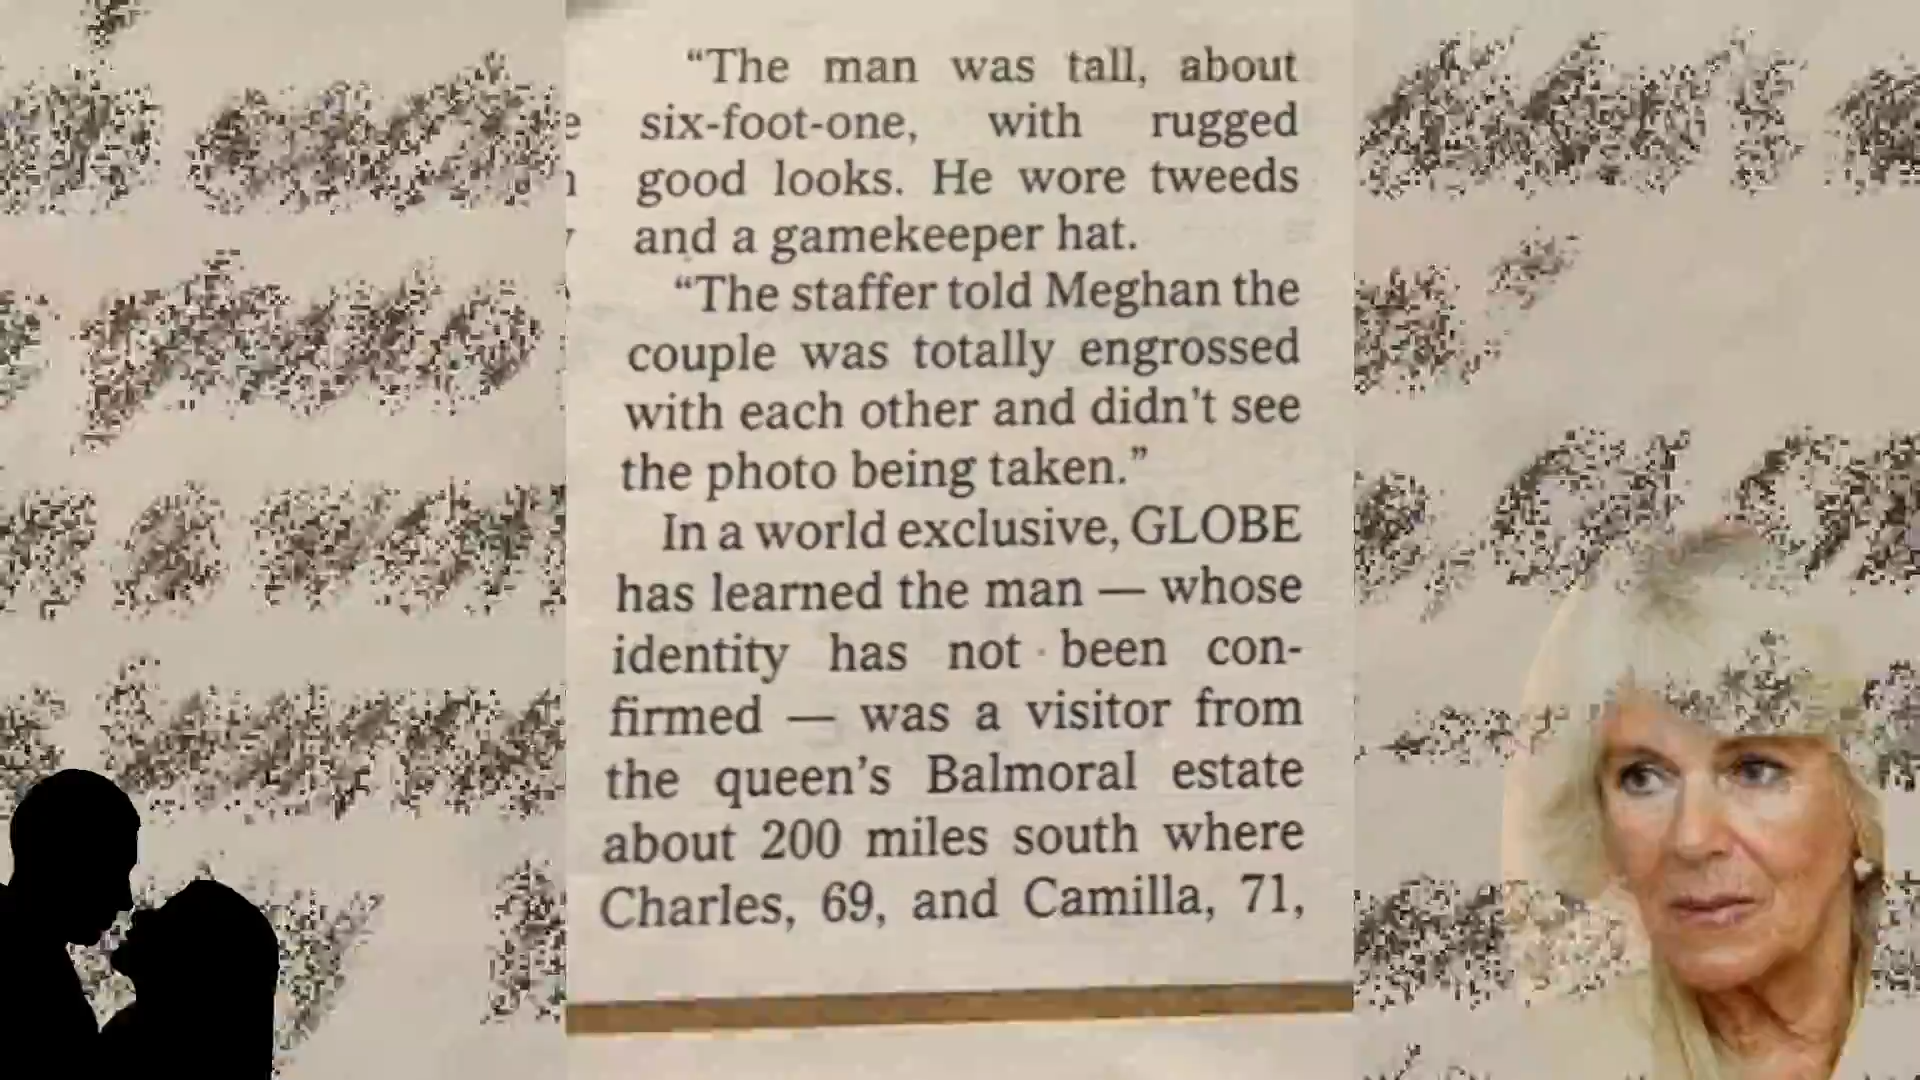 “The man was tall, about
six-foot-one, with rugged
good looks. He wore tweeds
and a gamekeeper hat.
“The staffer told Meghan the
couple was totally engrossed
with each other and didn’t see
the photo being taken.”
In a world exclusive, GLOBE
has learned the man — whose
identity has not been con-
firmed — was a visitor from
the queen’s Balmoral estate
about 200 miles south where
Charles, 69, and Camilla, 71,